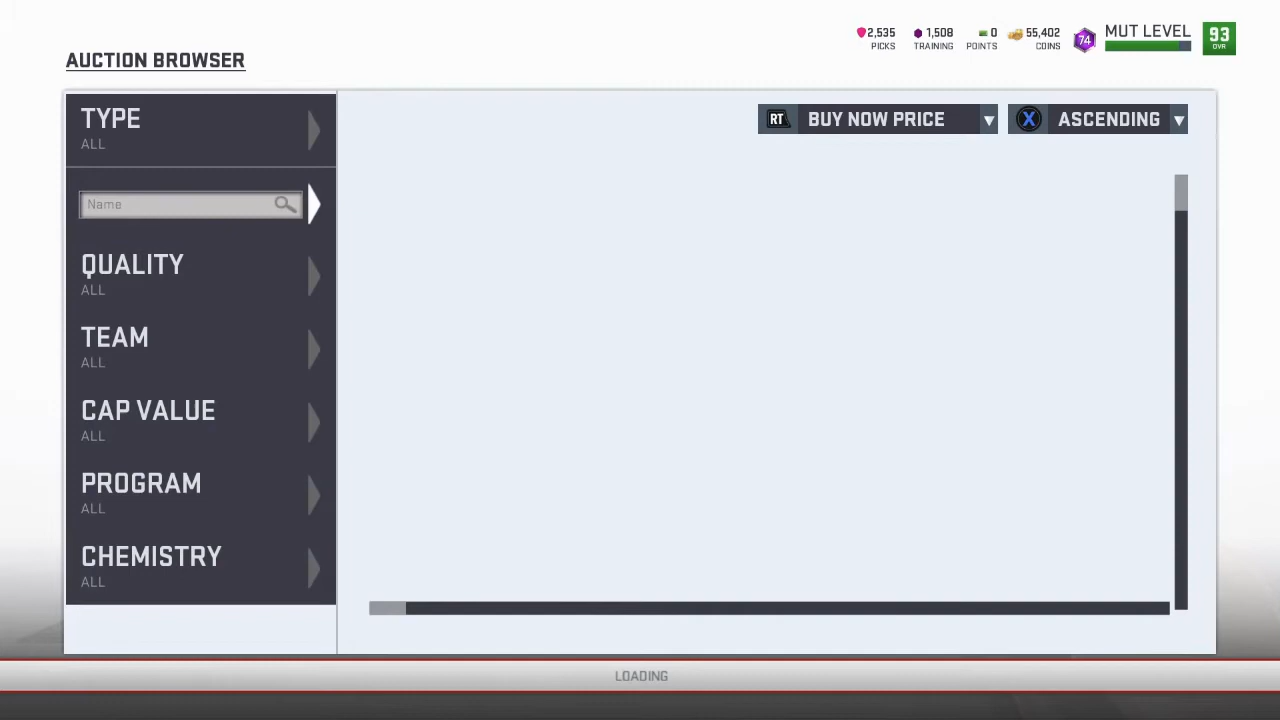 AUCTION BROWSER
2,535
PICKS
1,508
TRAINING
0
POINTS
55,402
COINS
74
MUT LEVEL
93
OVR
TYPE
ALL
Name
QUALITY
ALL
TEAM
ALL
CAP VALUE
ALL
PROGRAM
ALL
CHEMISTRY
ALL
RT BUY NOW PRICE
X ASCENDING
LOADING